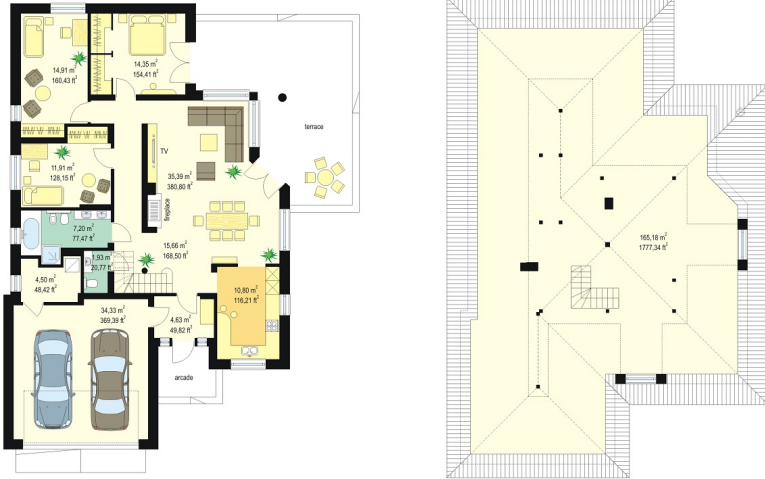 14,91 m²
160,43 ft²
14,35 m²
154,41 ft²
terrace
TV
11,91 m²
128,15 ft²
35,39 m²
380,80 ft²
fireplace
7,20 m²
77,47 ft²
15,66 m²
168,50 ft²
1,93 m²
20,77 ft²
4,50 m²
48,42 ft²
10,80 m²
116,21 ft²
34,33 m²
369,39 ft²
4,63 m²
49,82 ft²
arcade
165,18 m²
1777,34 ft²